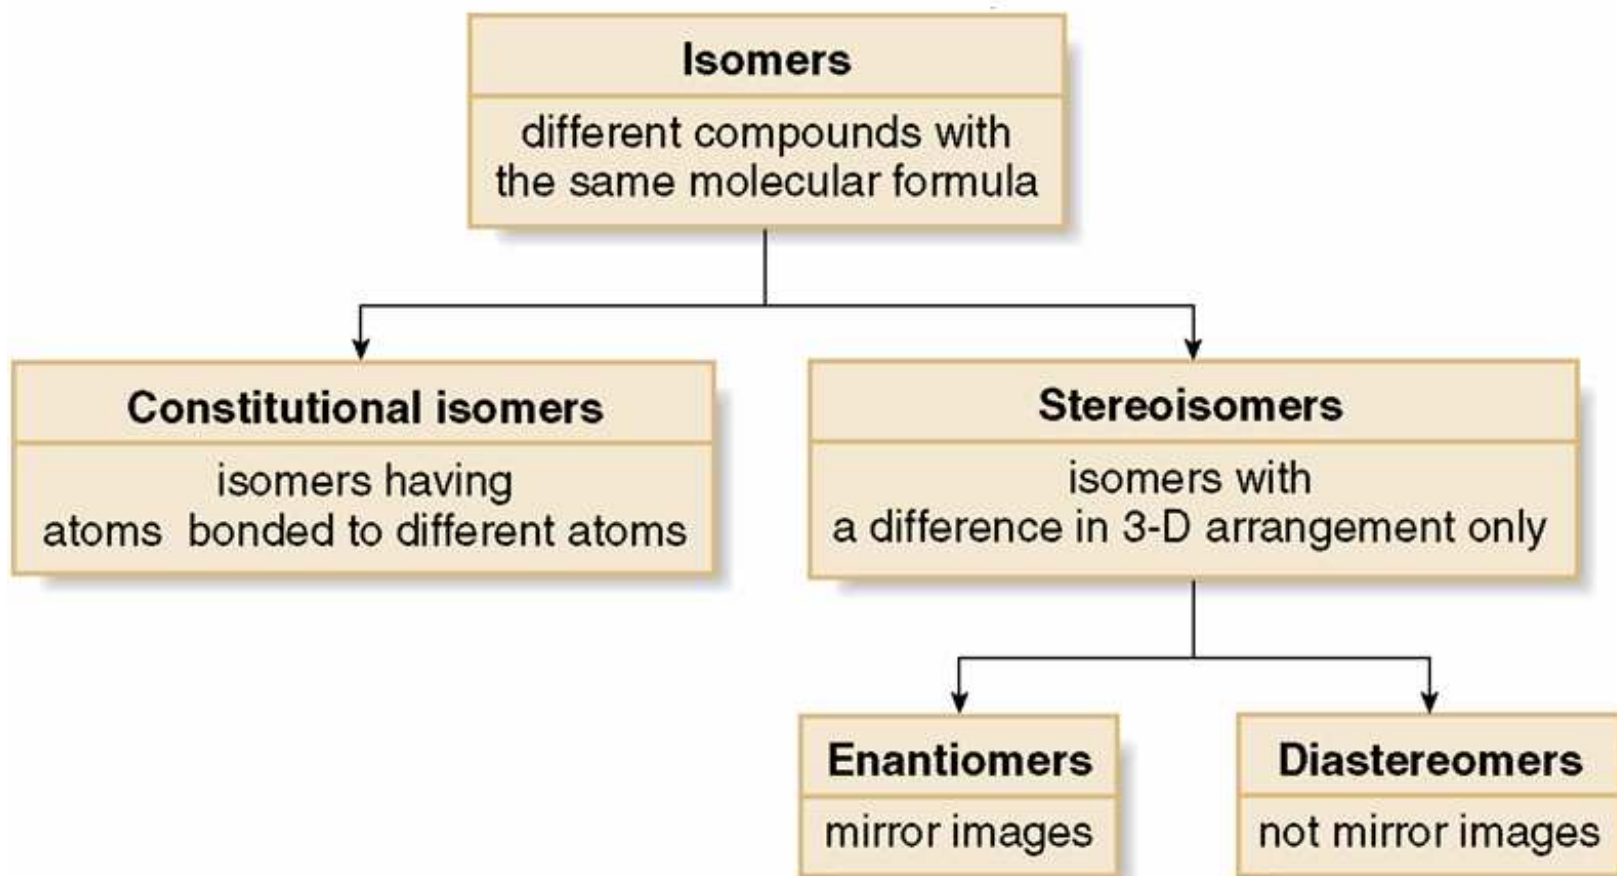 Isomers
different compounds with
the same molecular formula
Constitutional isomers
isomers having
atoms bonded to different atoms
Stereoisomers
isomers with
a difference in 3-D arrangement only
Enantiomers
mirror images
Diastereomers
not mirror images